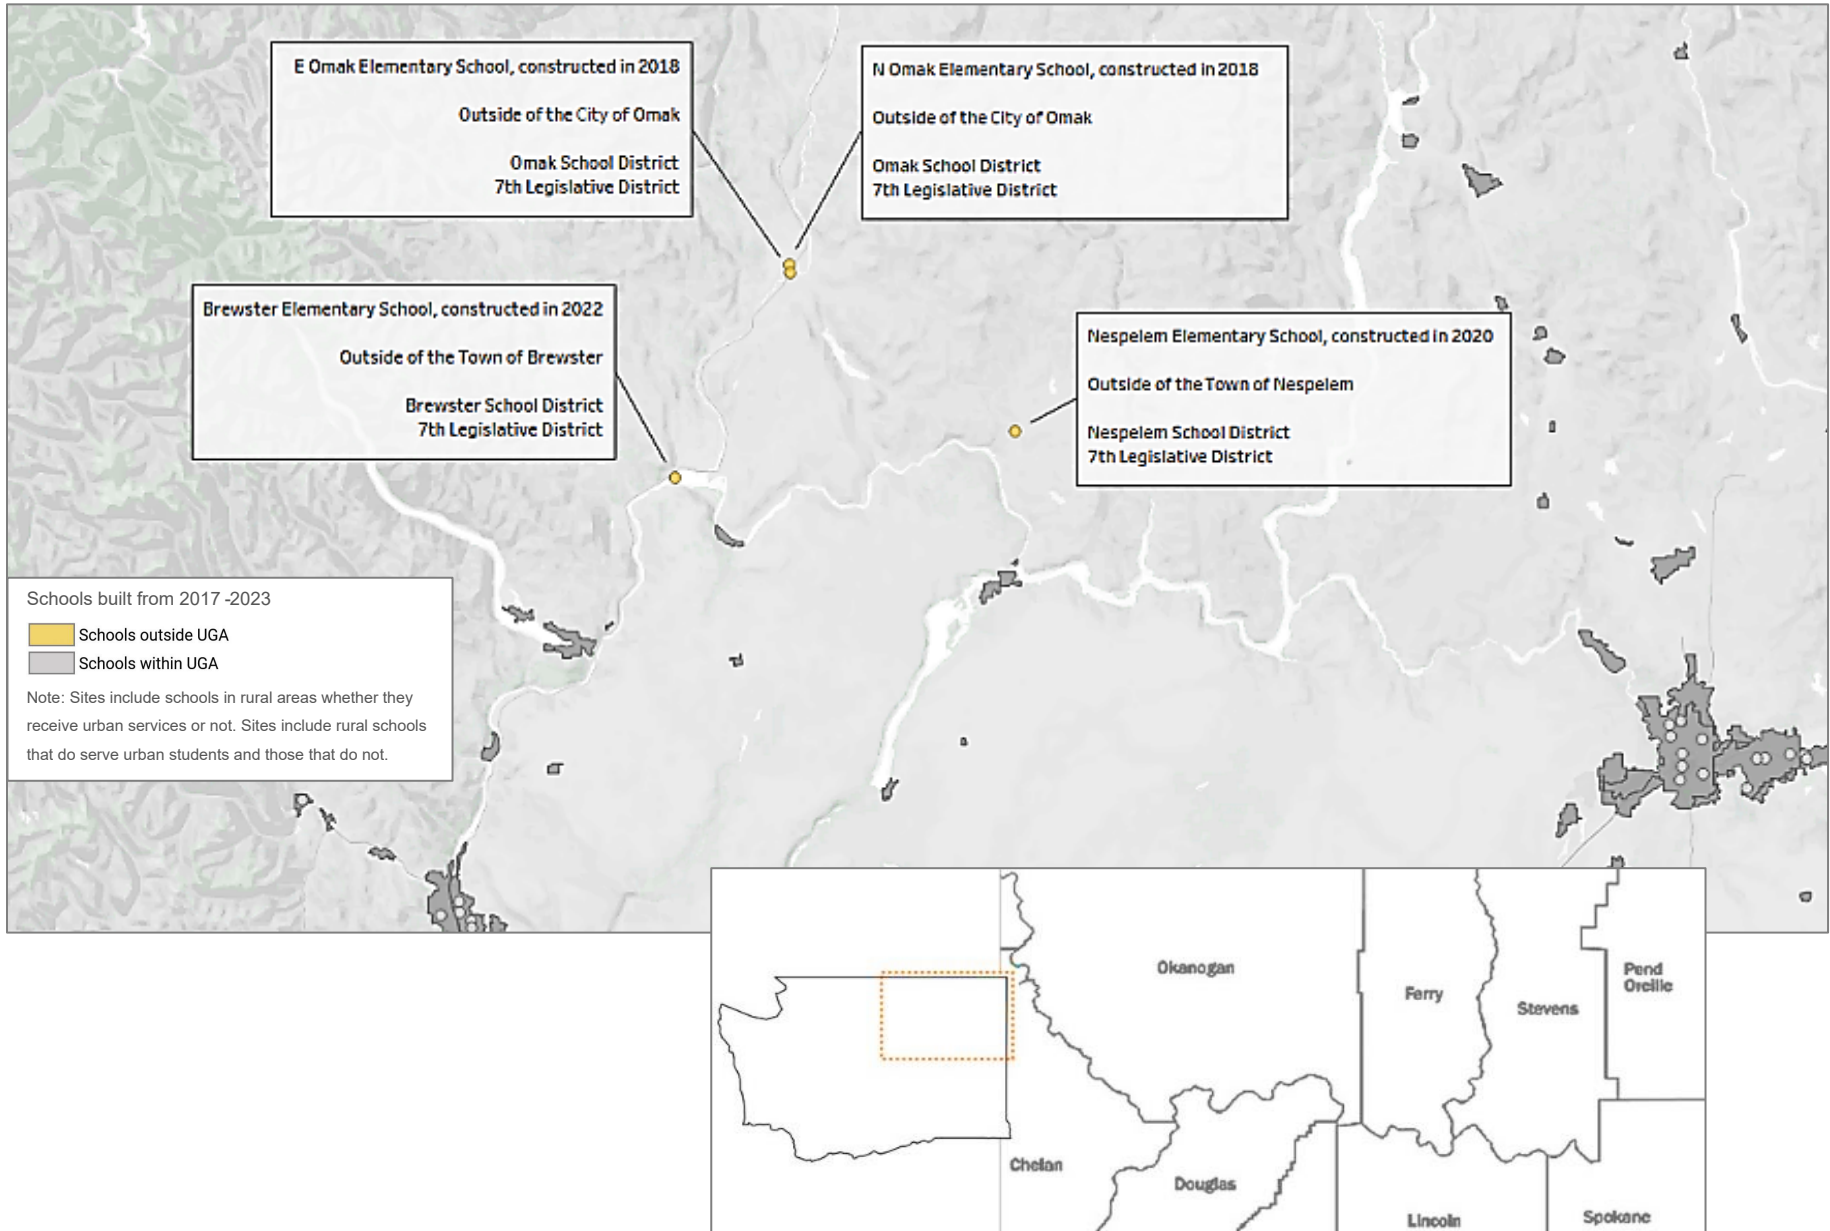 E Omak Elementary School, constructed in 2018
Outside of the City of Omak
Omak School District
7th Legislative District
N Omak Elementary School, constructed in 2018
Outside of the City of Omak
Omak School District
7th Legislative District
Brewster Elementary School, constructed in 2022
Outside of the Town of Brewster
Brewster School District
7th Legislative District
Nespelem Elementary School, constructed in 2020
Outside of the Town of Nespelem
Nespelem School District
7th Legislative District
Schools built from 2017 -2023
Schools outside UGA
Schools within UGA
Note: Sites include schools in rural areas whether they
receive urban services or not. Sites include rural schools
that do serve urban students and those that do not.
Okanogan
Ferry
Stevens
Pend
Oreille
Chelan
Douglas
Lincoln
Spokane